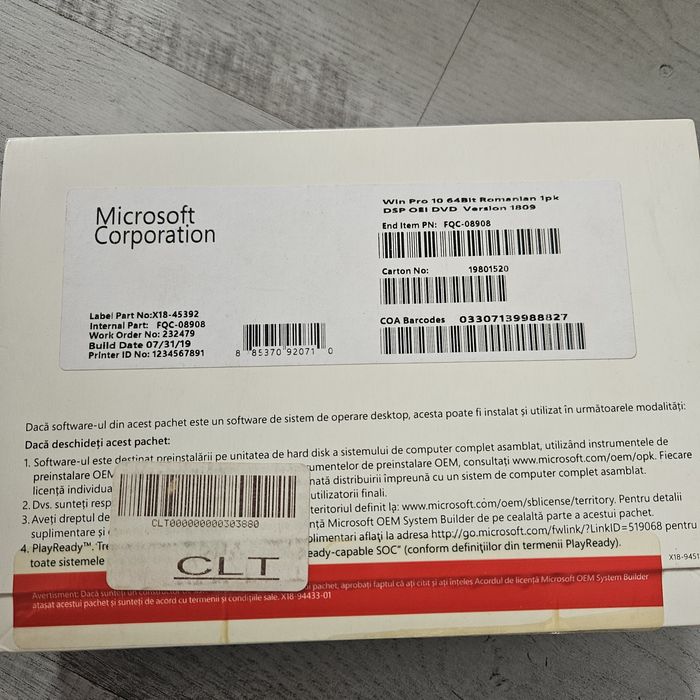 Microsoft
Corporation
Label Part No:X18-45392
Internal Part: FQC-08908
Work Order No: 232479
Build Date 07/31/19
Printer ID No: 1234567891
8 85370 92071 0
Win Pro 10 64Bit Romanian 1pk
DSP OEI DVD Version 1809
End Item PN: FQC-08908
Carton No: 19801520
COA Barcodes 03307139988827
Dacă software-ul din acest pachet este un software de sistem de operare desktop, acesta poate fi instalat și utilizat în următoarele modalități:
Dacă deschideți acest pachet:
1. Software-ul este destinat preinstalării pe unitatea de hard disk a sistemului de computer complet asamblat, utilizând instrumentele de
preinstalare OEM rumentelor de preinstalare OEM, consultați www.microsoft.com/opk. Fiecare
licență individua nată distribuirii împreună cu un sistem de computer complet asamblat.
2. Dvs. sunteți resp utilizatorii finali.
3. Aveți dreptul de teritoriul definit la: www.microsoft.com/oem/sblicense/territory. Pentru detalii
suplimentare și c nță Microsoft OEM System Builder de pe cealaltă parte a acestui pachet.
4. PlayReady™. Tre plimentari aflați la adresa http://go.microsoft.com/fwlink/?LinkID=519068 pentru
toate sistemele eady-capable SOC" (conform definițiilor din termenii PlayReady).
CLT000000000303880
CLT
X18-9451
Avertisment: Dacă sunteți un constructor de pachet, aprobați faptul că ați citit și ați înțeles Acordul de licență Microsoft OEM System Builder
atașat acestui pachet și sunteți de acord cu termenii și condițiile sale. X18-94433-01